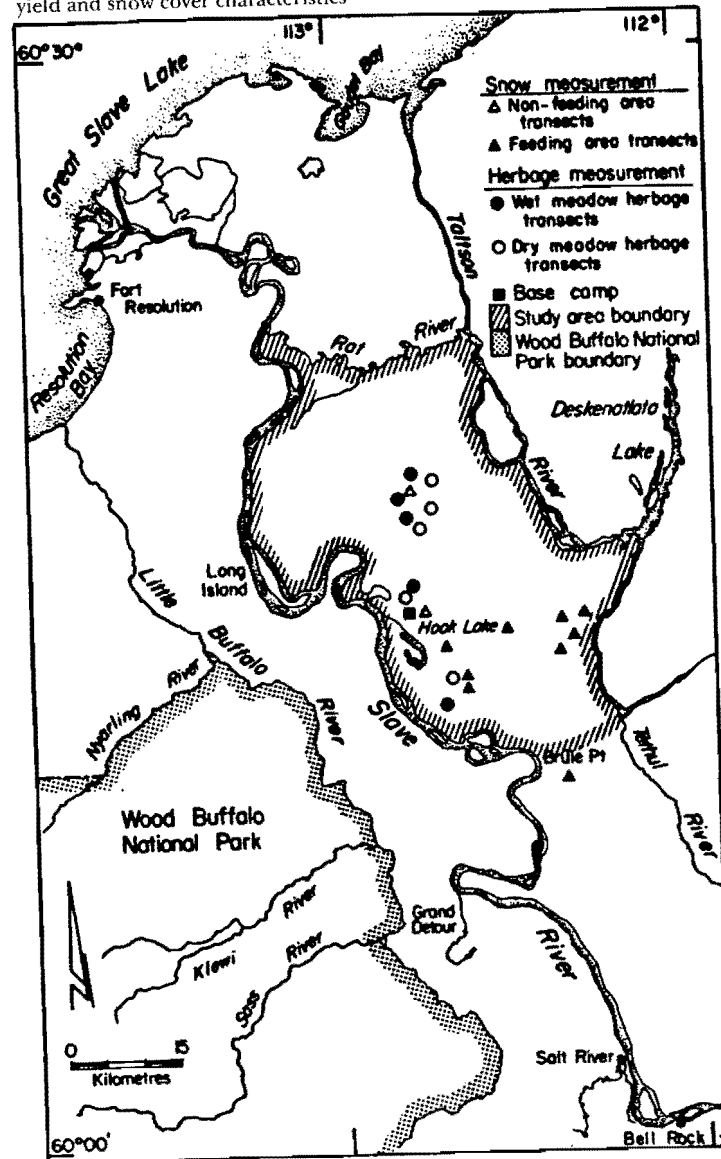 yield and snow cover characteristics
113°
112°
60°30'
Great Slave Lake
Bay
Snow measurement
Non-feeding area
transects
Feeding area transects
Herbage measurement
Wet meadow herbage
transects
Dry meadow herbage
transects
Base camp
Study area boundary
Wood Buffalo National
Park boundary
Taltson
River
Fort
Resolution
Resolution
Bay
Rat River
Deskenatlata
Lake
Long
Island
Little
Buffalo
River
Hook Lake
Nyarling River
Slave
Brule Pt
Tethul
River
Wood Buffalo
National Park
Grand
Detour
River
Klewi River
Sass River
0 15
Kilometres
Salt River
Bell Rock
60°00'